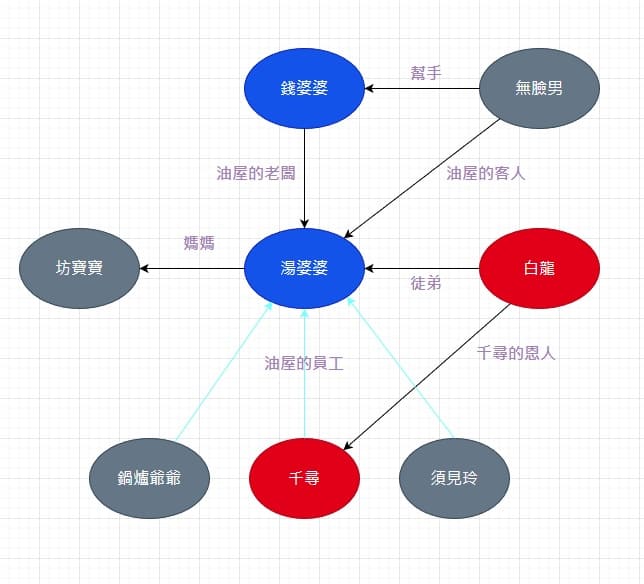 錢婆婆
幫手
無臉男
油屋的老闆
油屋的客人
坊寶寶
媽媽
湯婆婆
徒弟
白龍
油屋的員工
千尋的恩人
鍋爐爺爺
千尋
須見玲